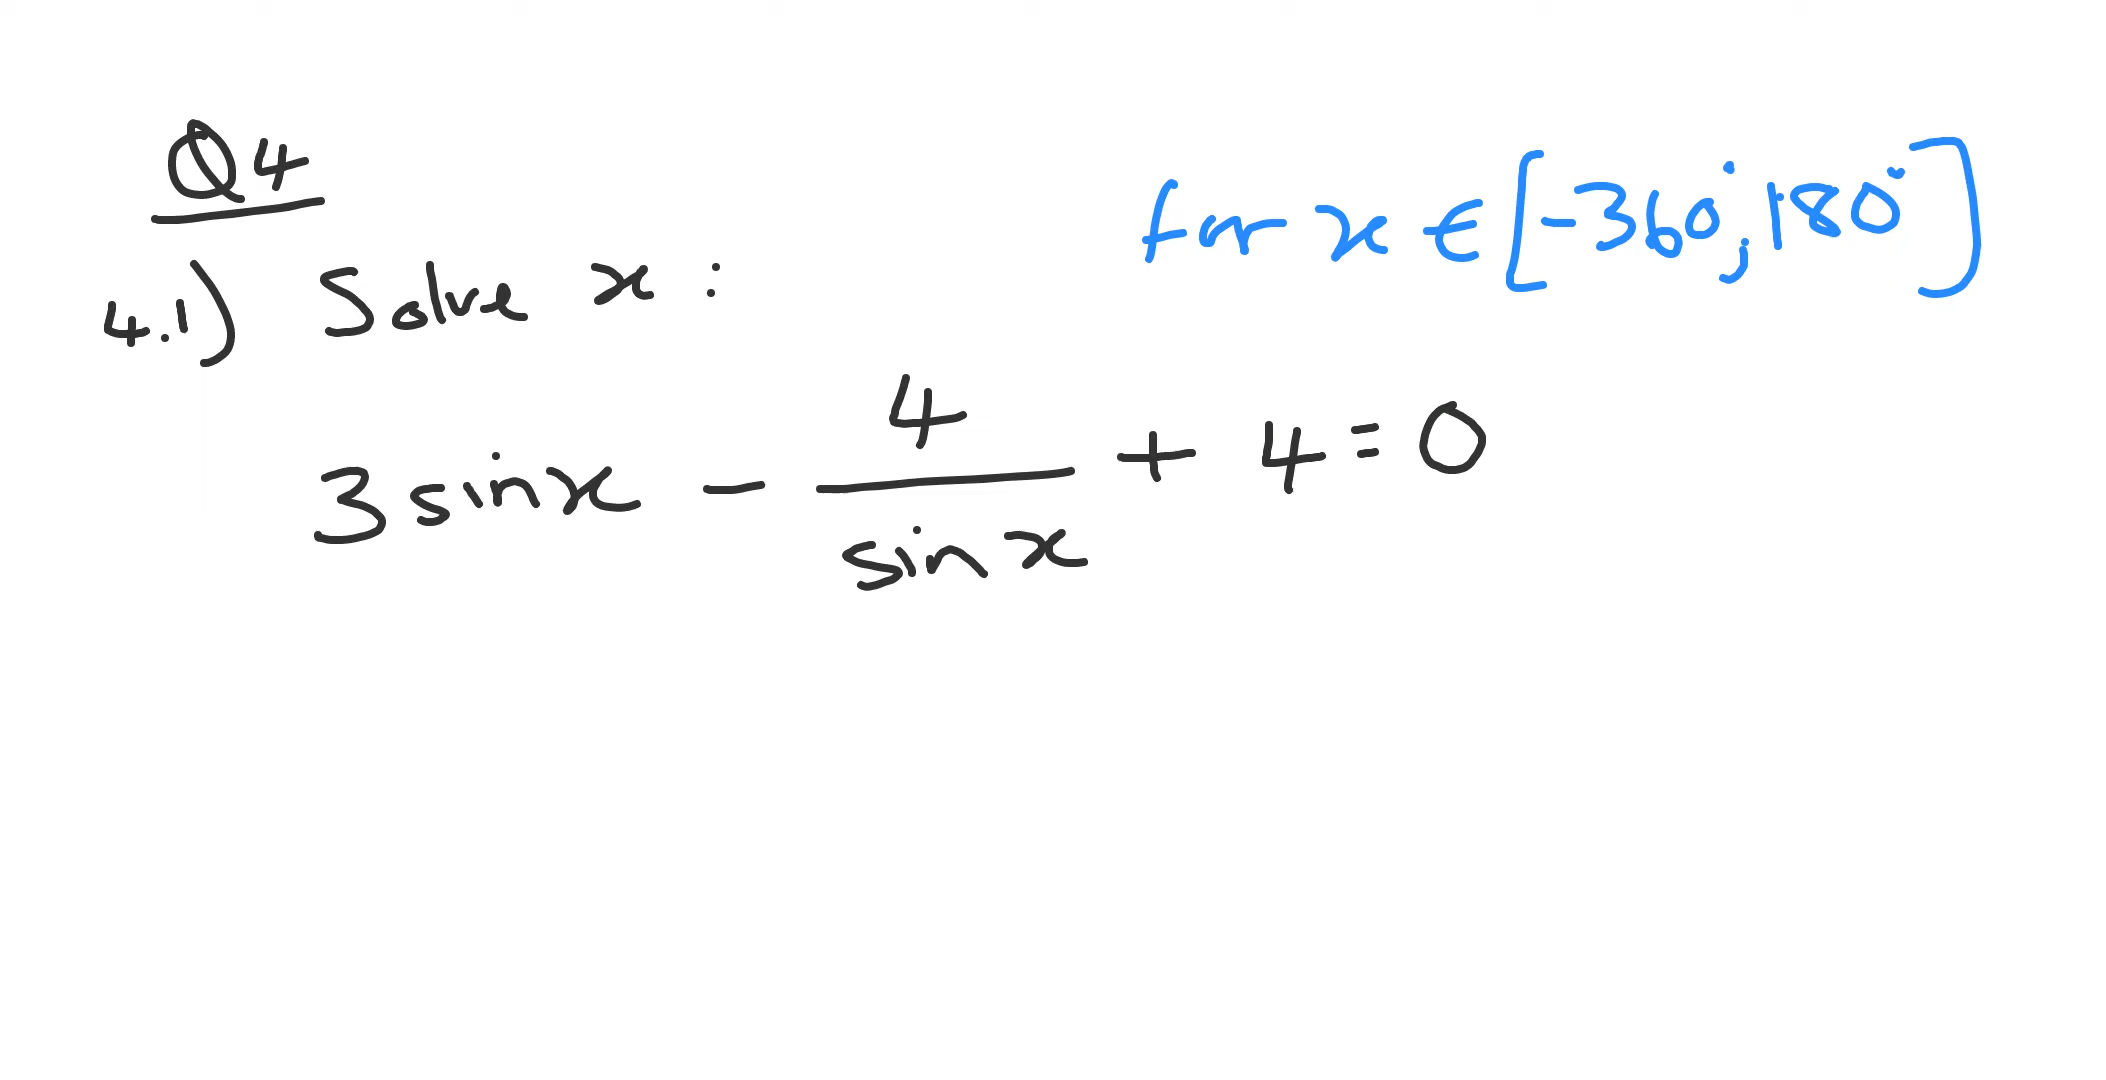 Q4
for x ∈ [-360°; 180°]
4.1) Solve x :
3 sin x - 4/sin x + 4 = 0